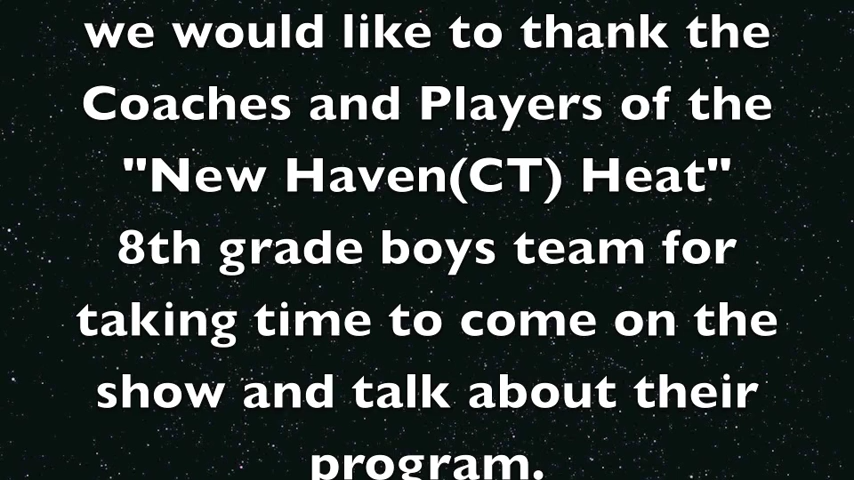 we would like to thank the
Coaches and Players of the
"New Haven(CT) Heat"
8th grade boys team for
taking time to come on the
show and talk about their
program.